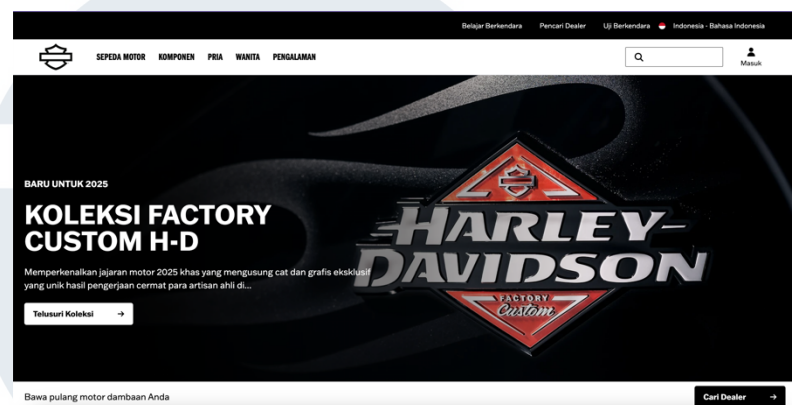 Belajar Berkendara Pencari Dealer Uji Berkendara Indonesia - Bahasa Indonesia
SEPEDA MOTOR KOMPONEN PRIA WANITA PENGALAMAN
Masuk
BARU UNTUK 2025
KOLEKSI FACTORY
CUSTOM H-D
Memperkenalkan jajaran motor 2025 khas yang mengusung cat dan grafis eksklusif
yang unik hasil pengerjaan cermat para artisan ahli di...
Telusuri Koleksi →
HARLEY-
DAVIDSON
FACTORY
Custom
Bawa pulang motor dambaan Anda
Cari Dealer →